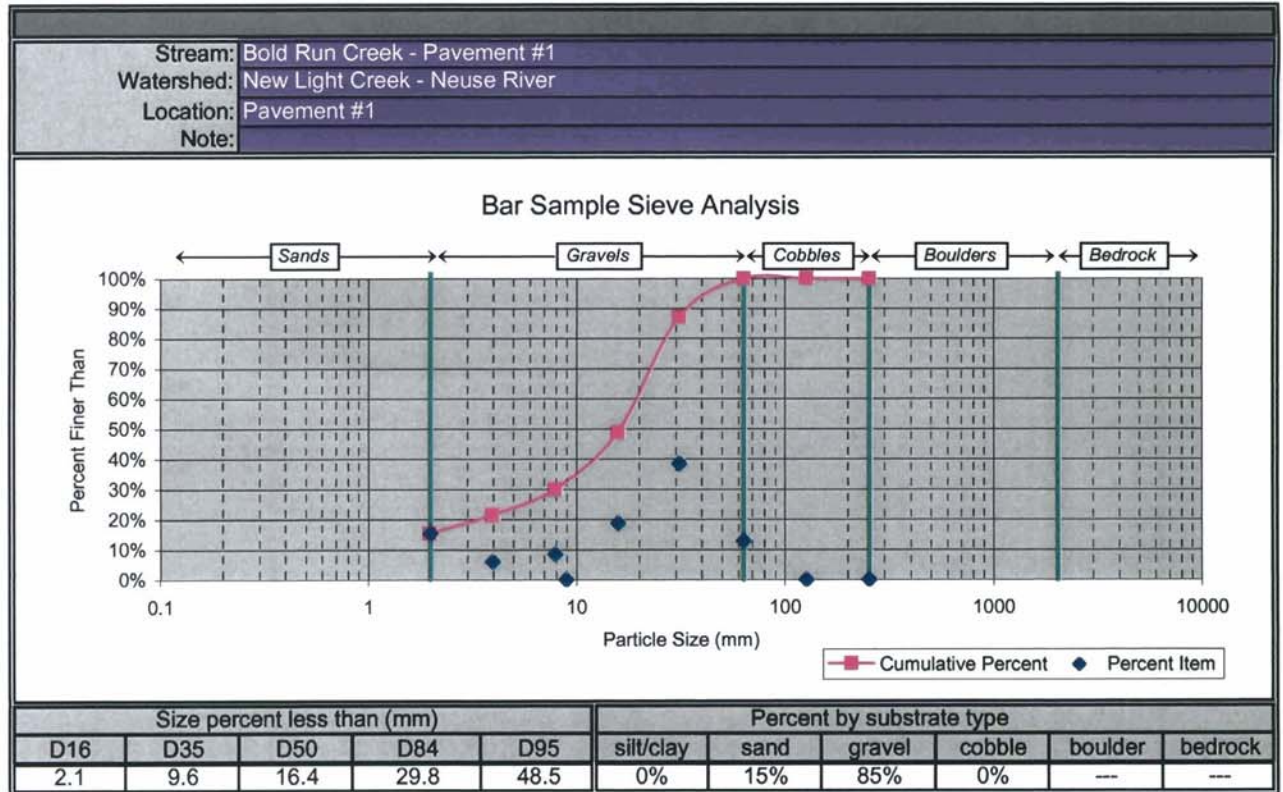 Stream: Bold Run Creek - Pavement #1
Watershed: New Light Creek - Neuse River
Location: Pavement #1
Note:
Bar Sample Sieve Analysis
Sands Gravels Cobbles Boulders Bedrock
100%
90%
80%
70%
60%
50%
40%
30%
20%
10%
0%
Percent Finer Than
0.1 1 10 100 1000 10000
Particle Size (mm)
Cumulative Percent Percent Item
Size percent less than (mm) Percent by substrate type
D16 D35 D50 D84 D95 silt/clay sand gravel cobble boulder bedrock
2.1 9.6 16.4 29.8 48.5 0% 15% 85% 0% --- ---